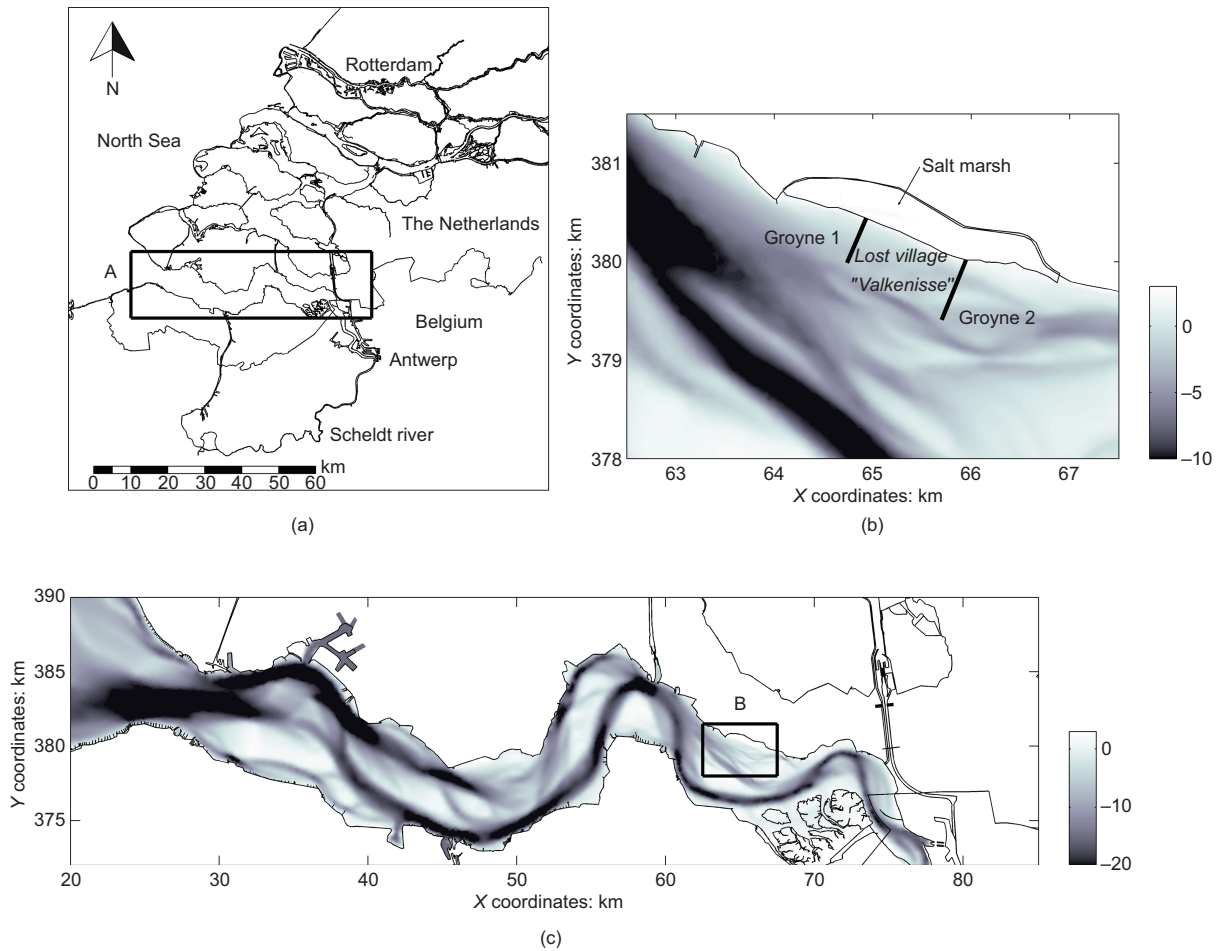 Rotterdam
N
North Sea
The Netherlands
A
Belgium
Antwerp
Scheldt river
km
0 10 20 30 40 50 60
(a)
381
380
379
378
Y coordinates: km
Salt marsh
Groyne 1
Lost village
"Valkenisse"
Groyne 2
63 64 65 66 67
X coordinates: km
0
–5
–10
(b)
390
385
380
375
Y coordinates: km
B
20 30 40 50 60 70 80
X coordinates: km
0
–10
–20
(c)